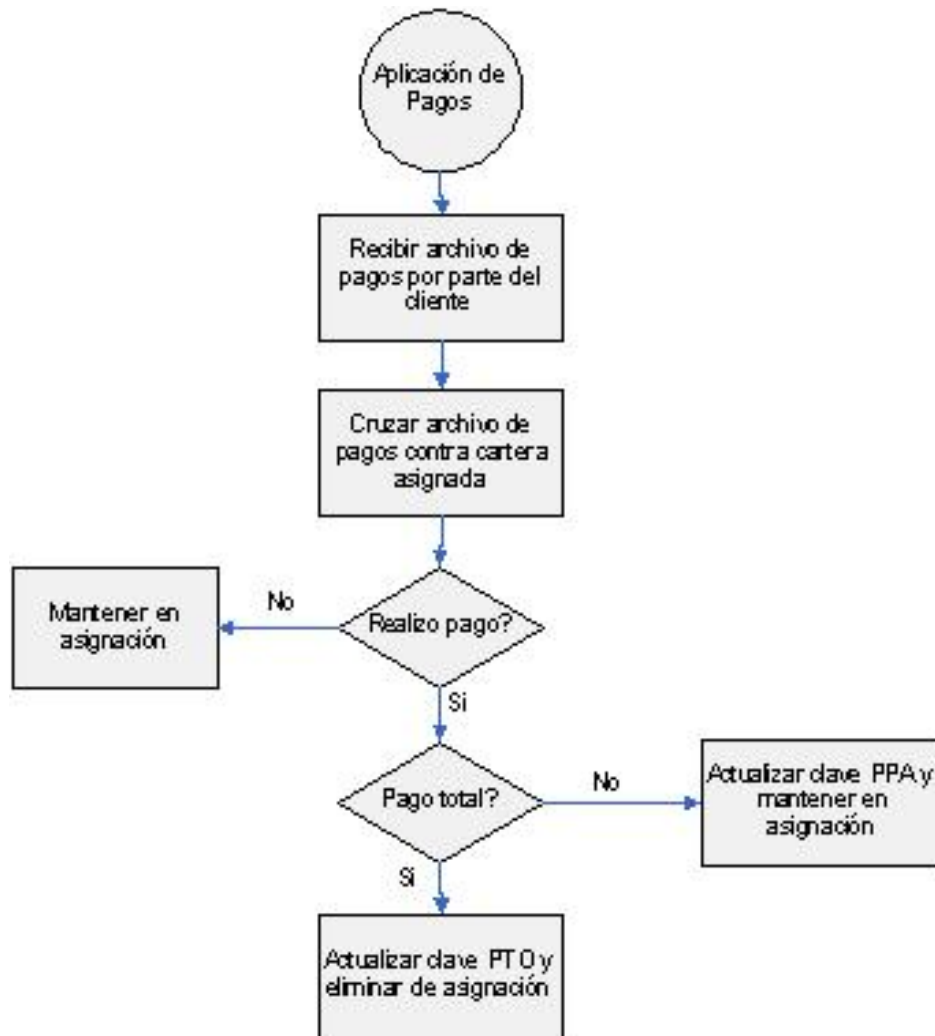 Aplicación de
Pagos
Recibir archivo de
pagos por parte del
cliente
Cruzar archivo de
pagos contra cartera
asignada
Realizo pago?
No
Mantener en
asignación
Si
Pago total?
No
Actualizar clave PPA y
mantener en
asignación
Si
Actualizar clave PTO y
eliminar de asignación